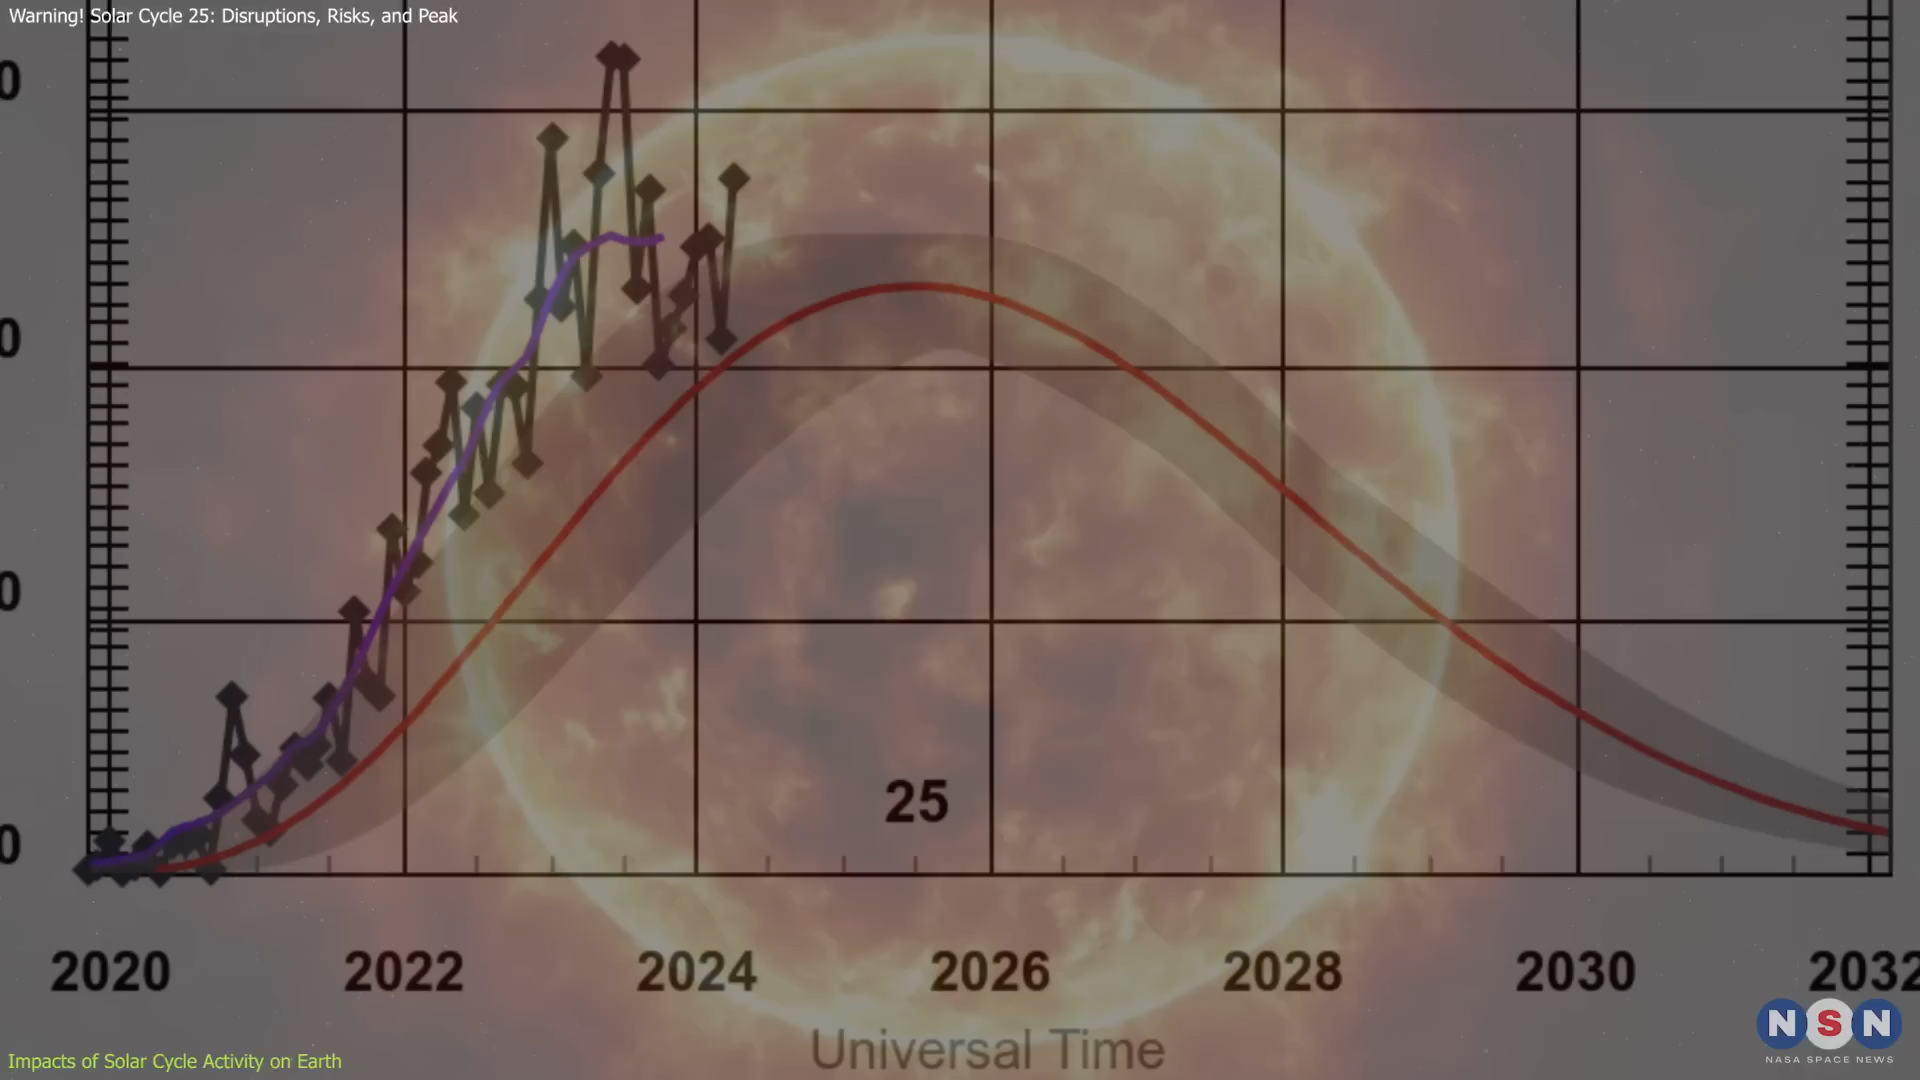 Warning! Solar Cycle 25: Disruptions, Risks, and Peak
0
0
0
0
25
2020 2022 2024 2026 2028 2030 2032
Universal Time
NSN
NASA SPACE NEWS
Impacts of Solar Cycle Activity on Earth